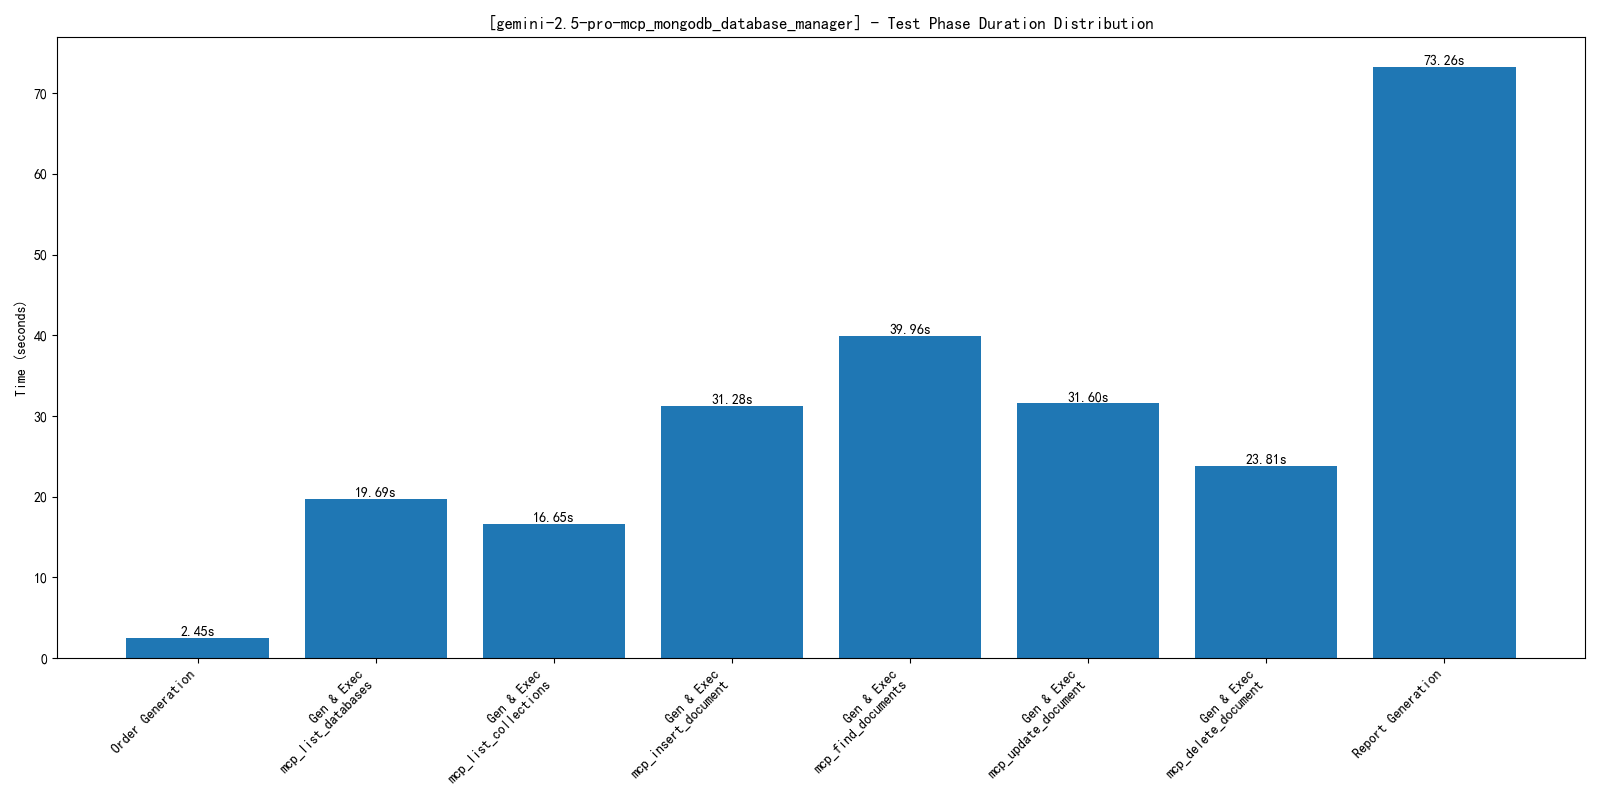 [gemini-2.5-pro-mcp_mongodb_database_manager] - Test Phase Duration Distribution
Time (seconds)
70
60
50
40
30
20
10
0
2.45s
19.69s
16.65s
31.28s
39.96s
31.60s
23.81s
73.26s
Order Generation
Gen & Exec
mcp_list_databases
Gen & Exec
mcp_list_collections
Gen & Exec
mcp_insert_document
Gen & Exec
mcp_find_documents
Gen & Exec
mcp_update_document
Gen & Exec
mcp_delete_document
Report Generation